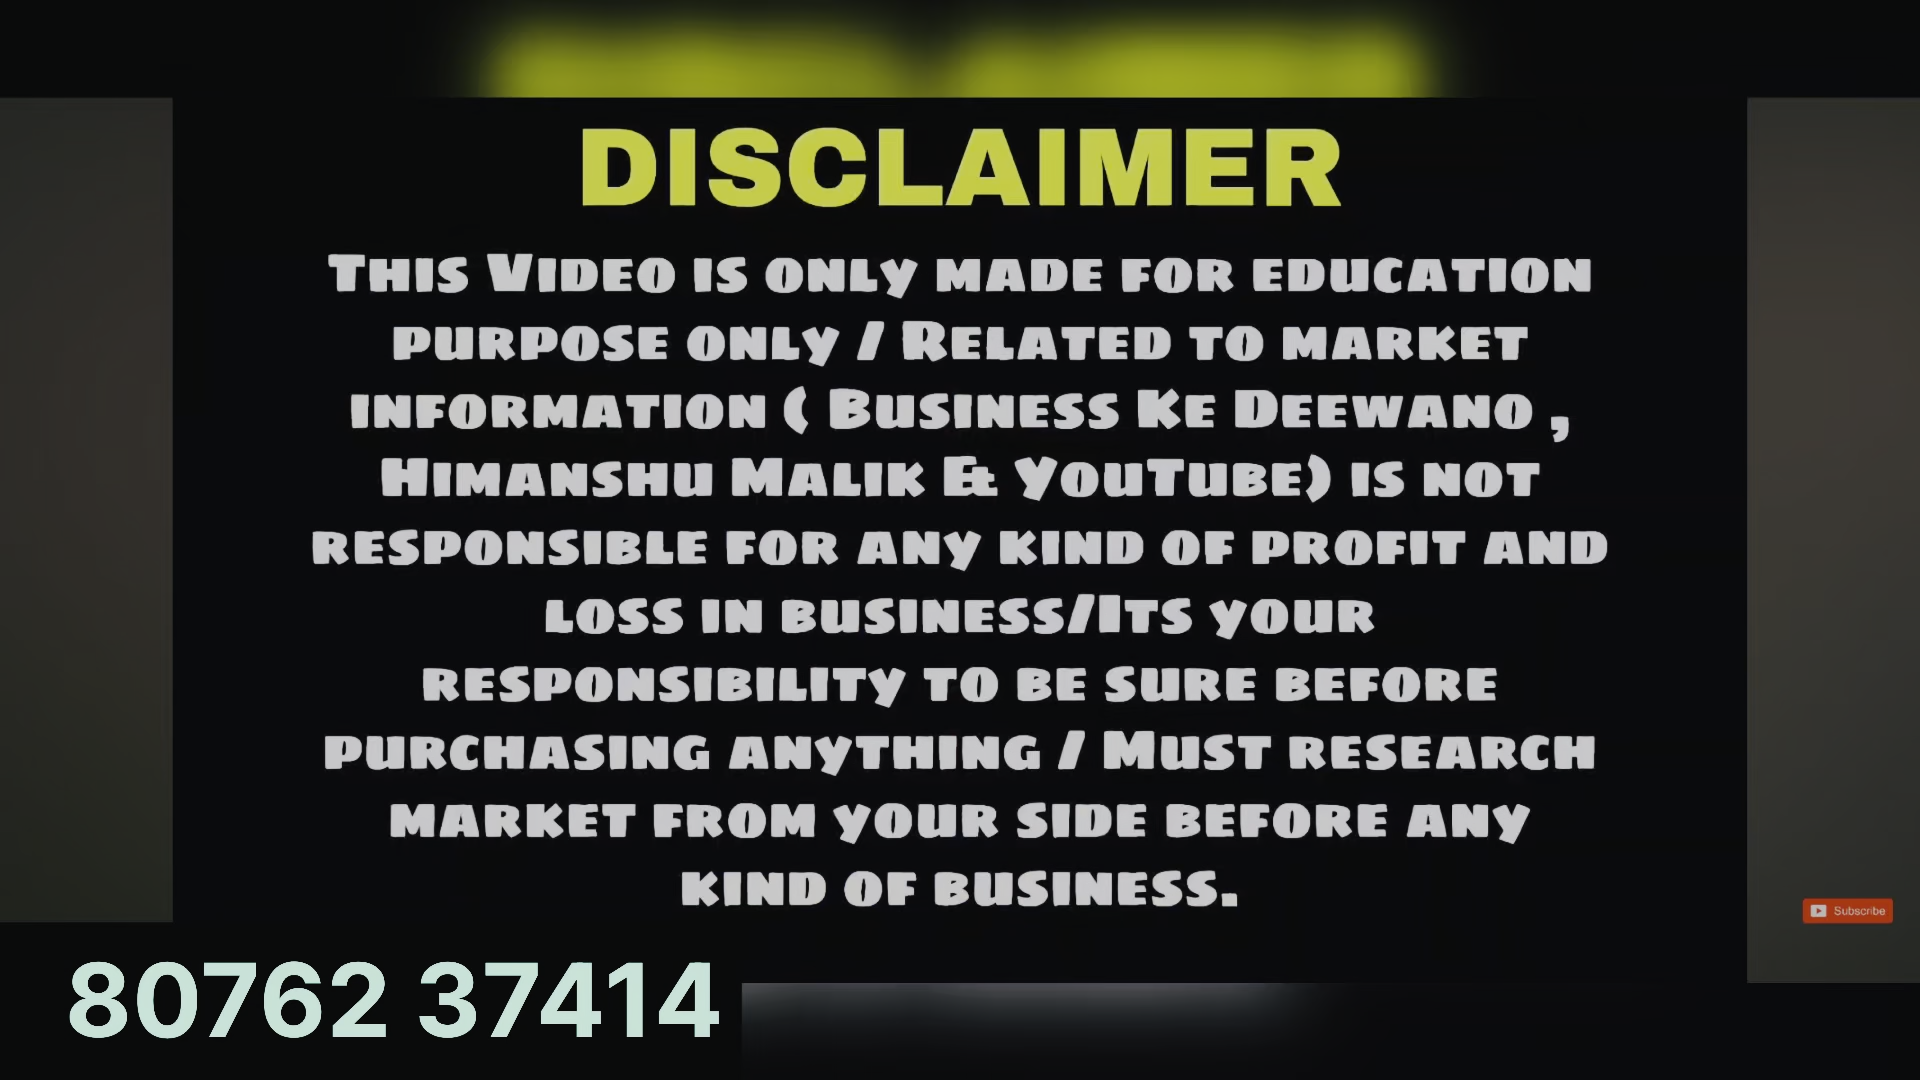 DISCLAIMER
This Video is only made for education
purpose only / Related to market
information ( Business Ke Deewano ,
Himanshu Malik & YouTube) is not
responsible for any kind of profit and
loss in business/Its your
responsibility to be sure before
purchasing anything / Must research
market from your side before any
kind of business.
Subscribe
80762 37414